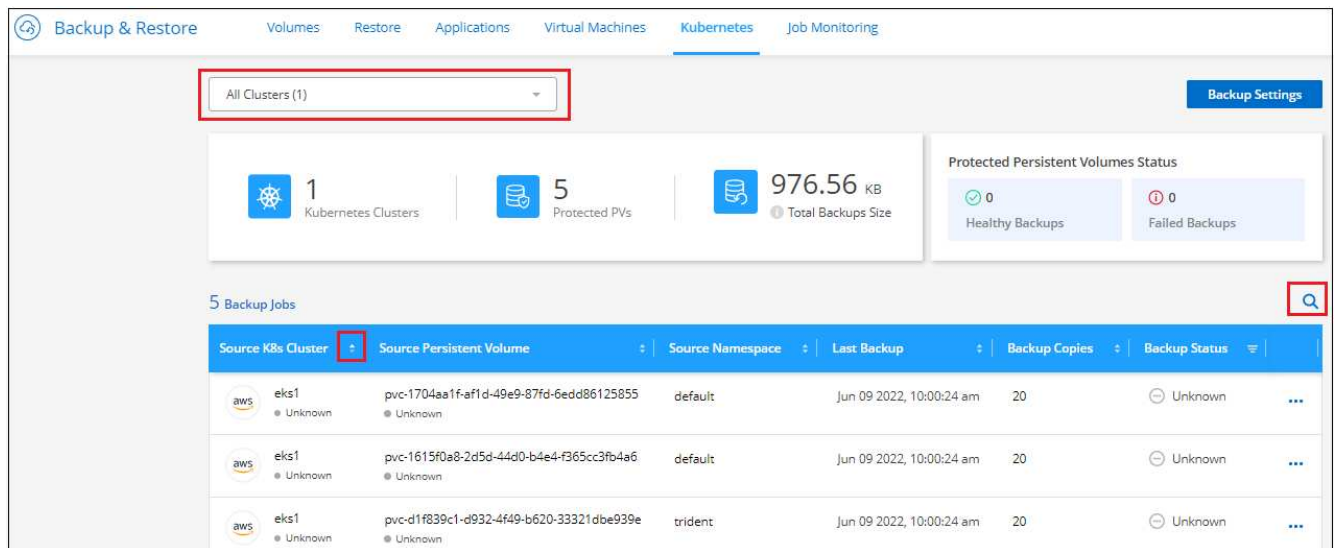 Backup & Restore Volumes Restore Applications Virtual Machines Kubernetes Job Monitoring
All Clusters (1) Backup Settings
Protected Persistent Volumes Status
1 5 976.56 KB
Kubernetes Clusters Protected PVs Total Backups Size
0 0
Healthy Backups Failed Backups
5 Backup Jobs
Source K8s Cluster Source Persistent Volume Source Namespace Last Backup Backup Copies Backup Status
aws eks1 pvc-1704aa1f-af1d-49e9-87fd-6edd86125855 default Jun 09 2022, 10:00:24 am 20 Unknown
Unknown Unknown
aws eks1 pvc-1615f0a8-2d5d-44d0-b4e4-f365cc3fb4a6 default Jun 09 2022, 10:00:24 am 20 Unknown
Unknown Unknown
aws eks1 pvc-d1f839c1-d932-4f49-b620-33321dbe939e trident Jun 09 2022, 10:00:24 am 20 Unknown
Unknown Unknown